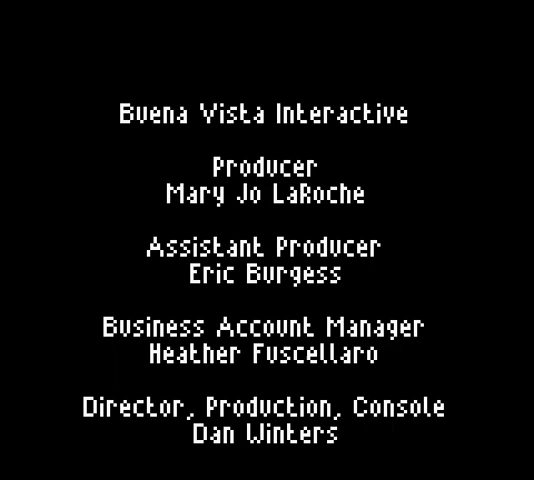 Buena Vista Interactive
Producer
Mary Jo LaRoche
Assistant Producer
Eric Burgess
Business Account Manager
Heather Fuscellaro
Director, Production, Console
Dan Winters